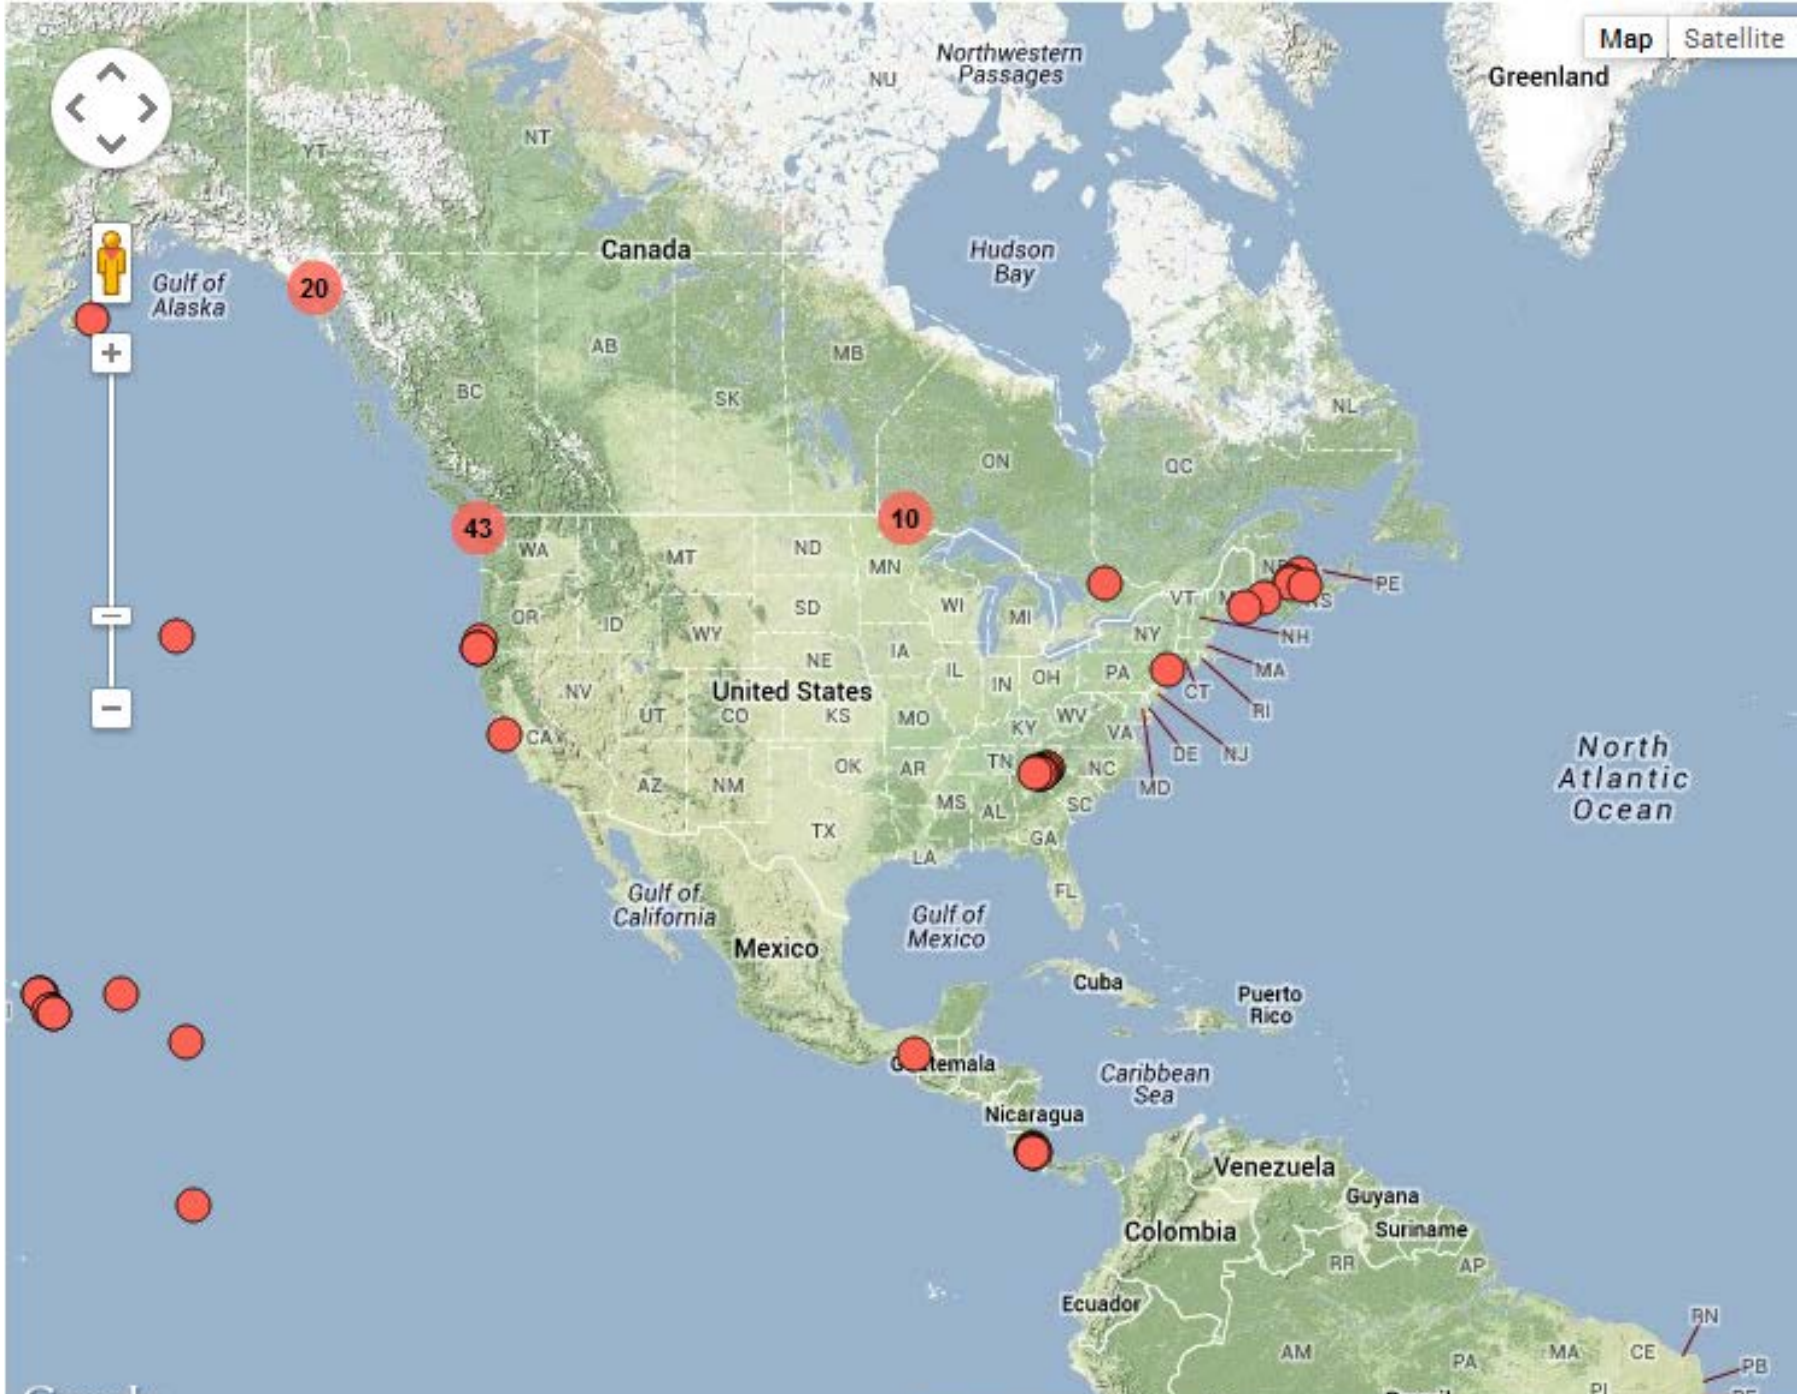 Map
Satellite
Northwestern
Passages
NU
Greenland
NT
YT
Canada
Hudson
Bay
20
Gulf of
Alaska
+
AB
MB
BC
SK
NL
ON
QC
43
10
WA
MT
ND
MN
PE
NS
OR
ID
SD
WI
VT
WY
MI
NY
NH
NE
IA
PA
MA
IL
IN
OH
CT
NV
United States
RI
UT
CO
KS
MO
WV
KY
VA
CA
DE
NJ
North
Atlantic
Ocean
TN
NC
OK
AR
AZ
NM
MD
MS
AL
SC
TX
GA
LA
FL
Gulf of
California
Gulf of
Mexico
Mexico
Cuba
Puerto
Rico
Guatemala
Caribbean
Sea
Nicaragua
Venezuela
Guyana
Colombia
Suriname
RR
AP
Ecuador
RN
AM
PA
MA
CE
PB
PI